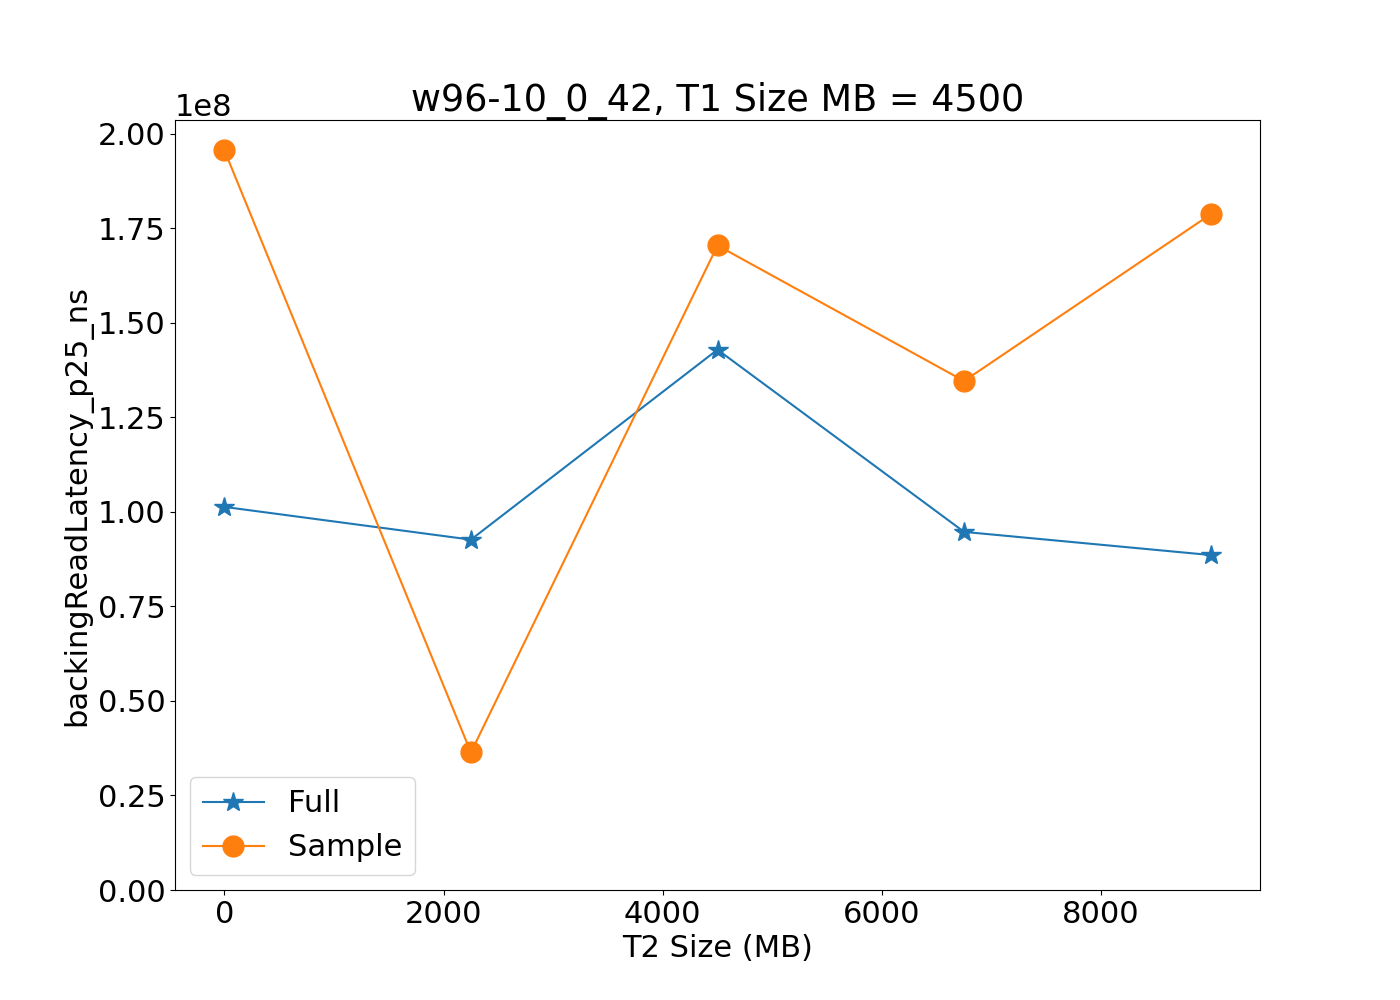 w96-10_0_42, T1 Size MB = 4500
1e8
2.00
1.75
1.50
1.25
1.00
0.75
0.50
0.25
0.00
backingReadLatency_p25_ns
Full
Sample
0 2000 4000 6000 8000
T2 Size (MB)